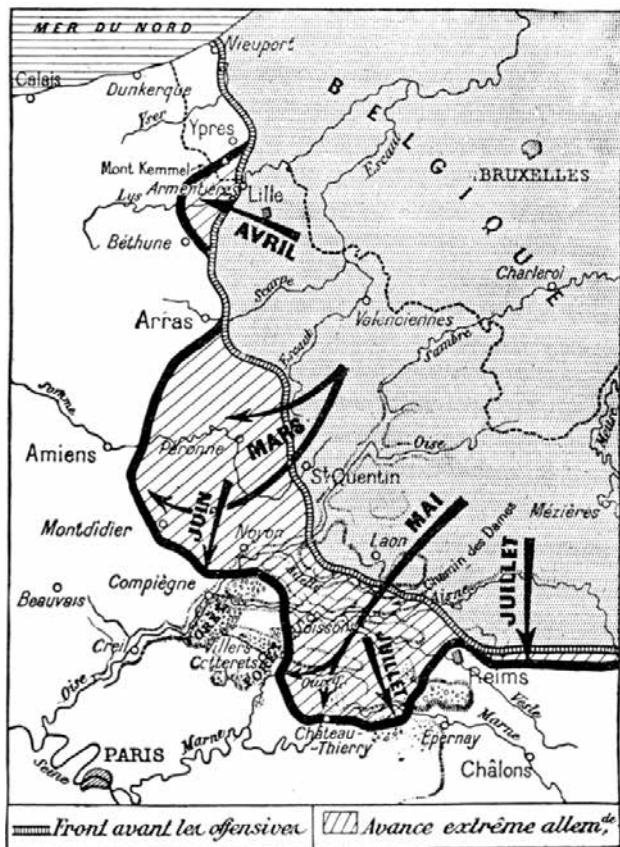 MER DU NORD
Nieuport
Calais
Dunkerque
Yser
Ypres
BELGIQUE
Escaut
BRUXELLES
Mont Kemmel
Lys
Armentières
Lille
AVRIL
Béthune
Charleroi
Scarpe
Arras
Valenciennes
Escaut
Sambre
Somme
Amiens
Péronne
MARS
Oise
Meuse
St Quentin
JUIN
MAI
Mézières
Montdidier
Noyon
Laon
Chemin des Dames
JUILLET
Compiègne
Aisne
Beauvais
FORÊT
Soissons
Creil
Villers
Cotterets
FORÊT
Ourcq
JUILLET
Reims
Oise
Vesle
Marne
Château
-Thierry
Epernay
Marne
PARIS
Seine
Châlons
Front avant les offensives
Avance extrême allem.de